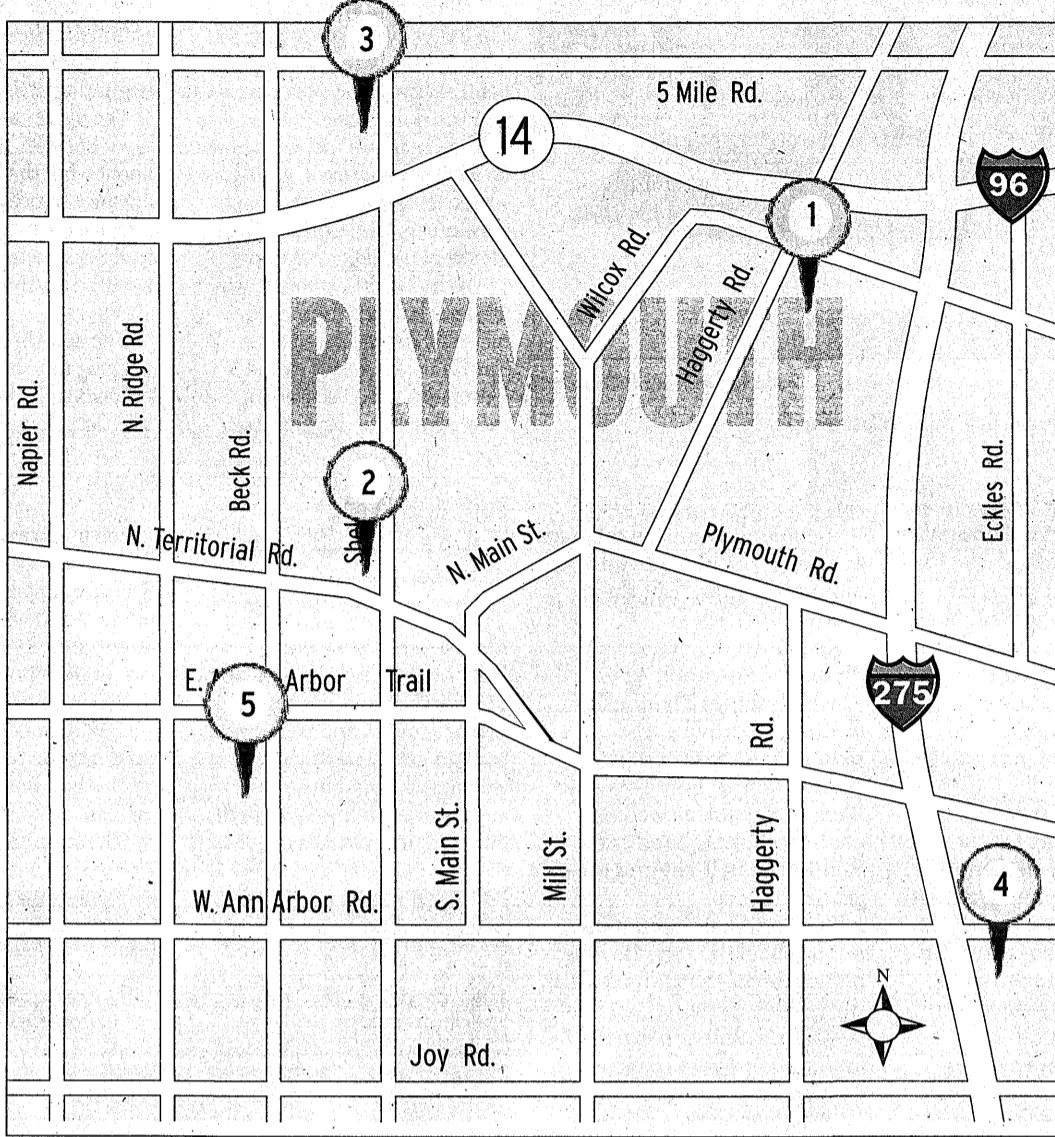 3
5 Mile Rd.
14
96
1
Wilcox Rd.
Haggerty Rd.
PLYMOUTH
N. Ridge Rd.
Napier Rd.
Beck Rd.
2
Eckles Rd.
N. Territorial Rd.
N. Main St.
Plymouth Rd.
E. Arbor Trail
5
275
Haggerty Rd.
S. Main St.
Mill St.
4
W. Ann Arbor Rd.
N
Joy Rd.